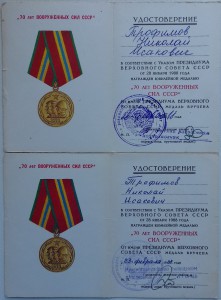 "70 лет ВООРУЖЕННЫХ СИЛ СССР"
УДОСТОВЕРЕНИЕ
Трофимов
Николай
Исакович
в соответствии с Указом ПРЕЗИДИУМА
ВЕРХОВНОГО СОВЕТА СССР
от 28 января 1988 года
НАГРАЖДЕН ЮБИЛЕЙНОЙ МЕДАЛЬЮ
"70 ЛЕТ ВООРУЖЕННЫХ
СИЛ СССР"
От имени ПРЕЗИДИУМА ВЕРХОВНОГО
СОВЕТА СССР МЕДАЛЬ ВРУЧЕНА
"70 лет ВООРУЖЕННЫХ СИЛ СССР"
УДОСТОВЕРЕНИЕ
Трофимов
Николай
Исакович
в соответствии с Указом ПРЕЗИДИУМА
ВЕРХОВНОГО СОВЕТА СССР
от 28 января 1988 года
НАГРАЖДЕН ЮБИЛЕЙНОЙ МЕДАЛЬЮ
"70 ЛЕТ ВООРУЖЕННЫХ
СИЛ СССР"
От имени ПРЕЗИДИУМА ВЕРХОВНОГО
СОВЕТА СССР МЕДАЛЬ ВРУЧЕНА